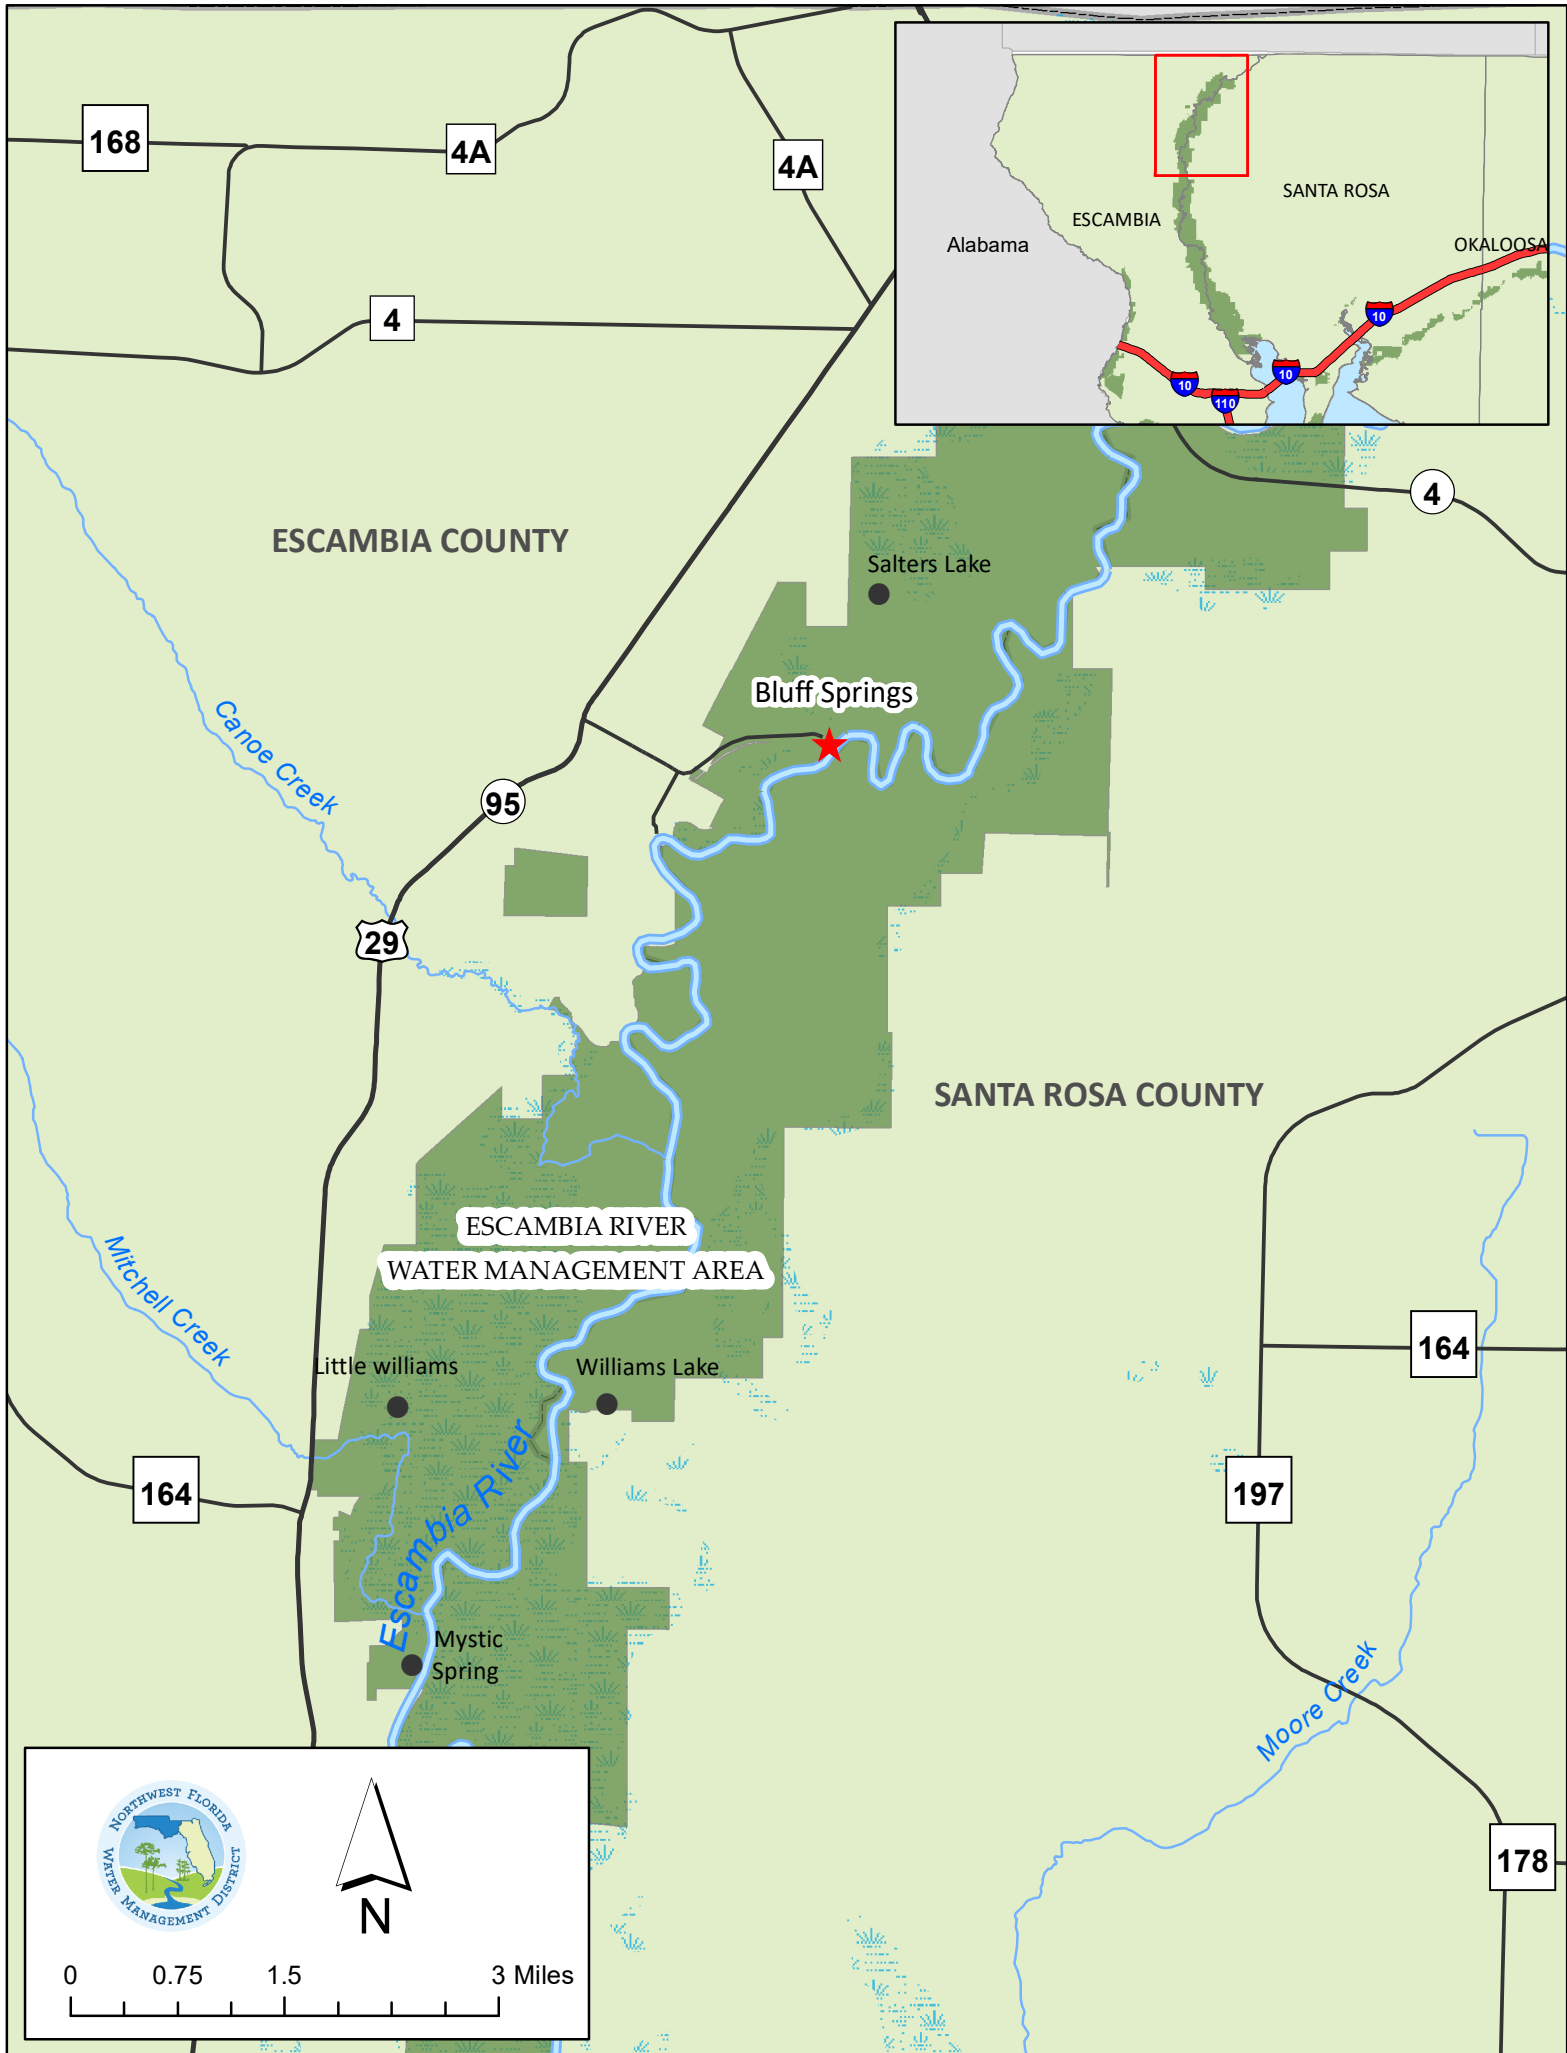 168
4A
4A
4
Alabama
ESCAMBIA
SANTA ROSA
OKALOOSA
10
10
10
110
4
ESCAMBIA COUNTY
Salters Lake
Bluff Springs
Canoe Creek
95
29
SANTA ROSA COUNTY
ESCAMBIA RIVER
WATER MANAGEMENT AREA
Mitchell Creek
Little williams
Williams Lake
164
164
197
Escambia River
Mystic
Spring
Moore Creek
178
NORTHWEST FLORIDA
WATER MANAGEMENT DISTRICT
N
0 0.75 1.5 3 Miles